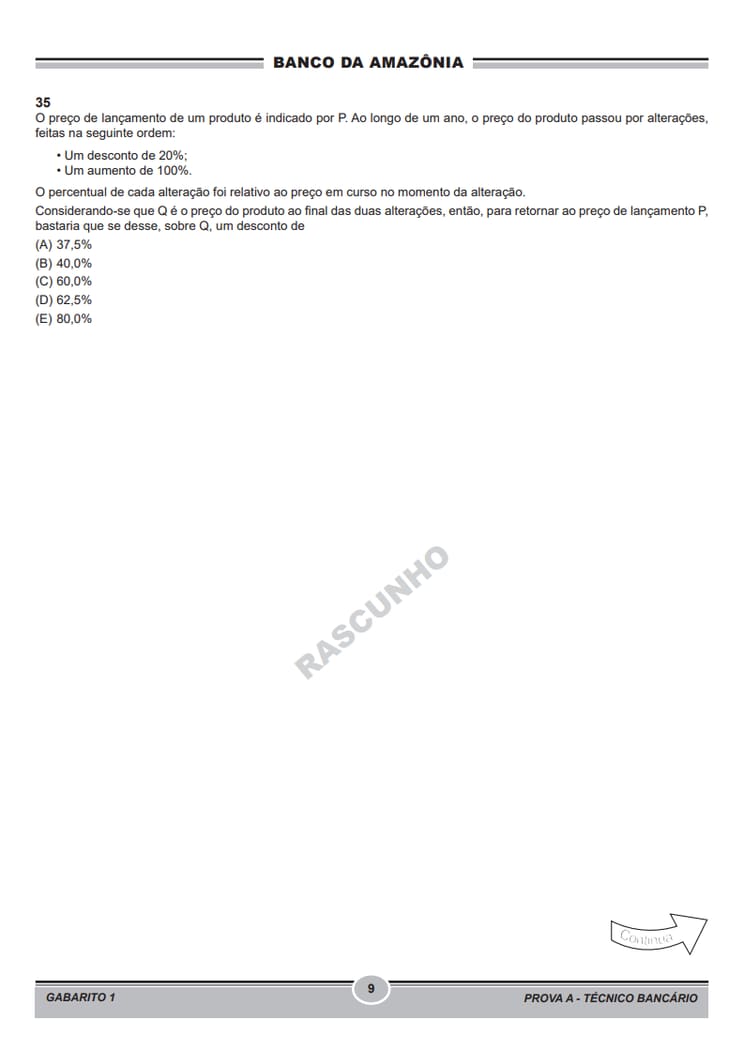 BANCO DA AMAZÔNIA
35
O preço de lançamento de um produto é indicado por P. Ao longo de um ano, o preço do produto passou por alterações,
feitas na seguinte ordem:
• Um desconto de 20%;
• Um aumento de 100%.
O percentual de cada alteração foi relativo ao preço em curso no momento da alteração.
Considerando-se que Q é o preço do produto ao final das duas alterações, então, para retornar ao preço de lançamento P,
bastaria que se desse, sobre Q, um desconto de
(A) 37,5%
(B) 40,0%
(C) 60,0%
(D) 62,5%
(E) 80,0%
RASCUNHO
Continua
GABARITO 1
9
PROVA A - TÉCNICO BANCÁRIO